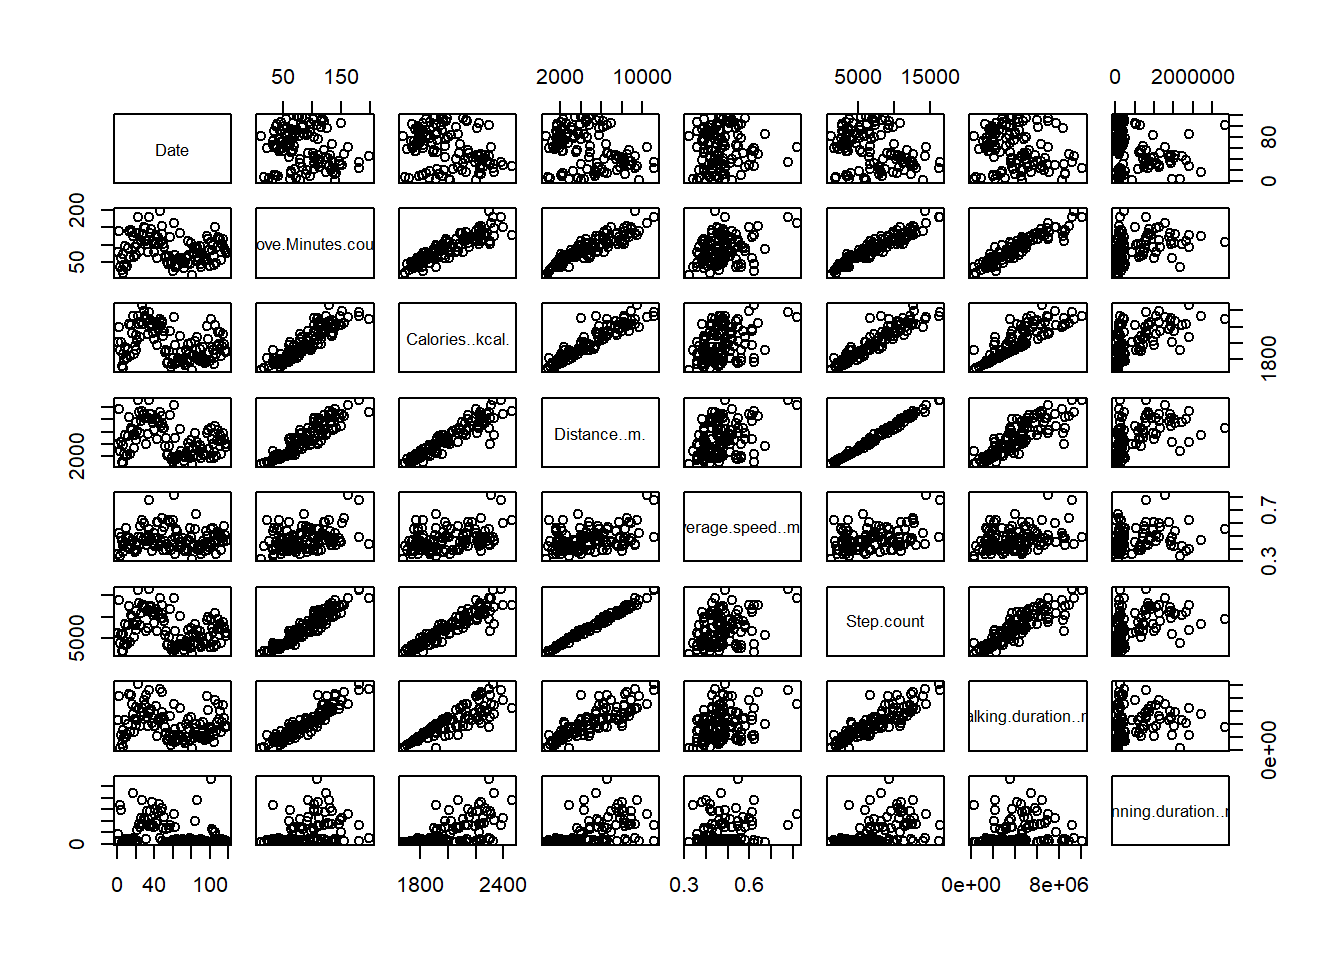 50 150 2000 10000 5000 15000 0 2000000
Date
0 80
50 200
ove.Minutes.cou
Calories..kcal.
1800
2000
Distance..m.
verage.speed..m
0.3 0.7
5000
Step.count
alking.duration..r
0e+00
0
nning.duration..r
0 40 100 1800 2400 0.3 0.6 0e+00 8e+06